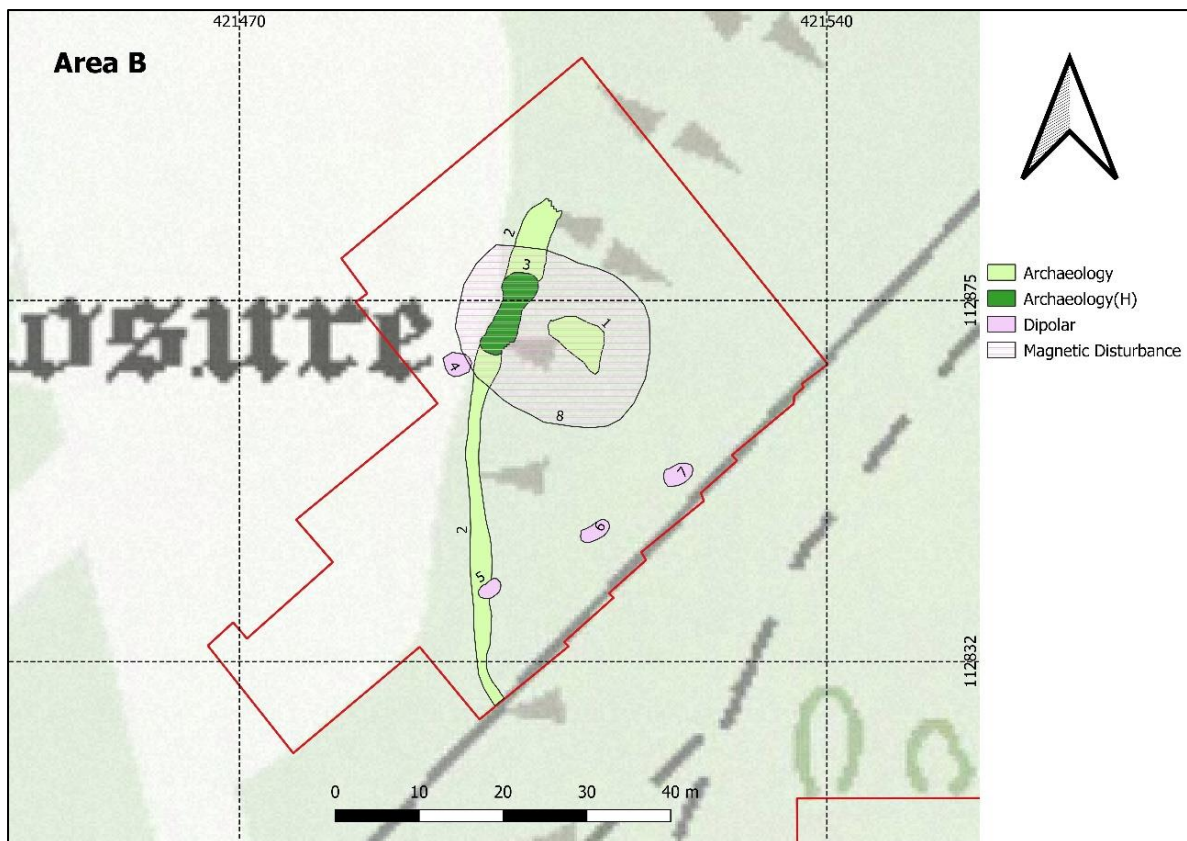 421470
421540
Area B
2
3
112875
1
osure
4
8
7
2
6
5
112832
0 10 20 30 40 m
Archaeology
Archaeology(H)
Dipolar
Magnetic Disturbance